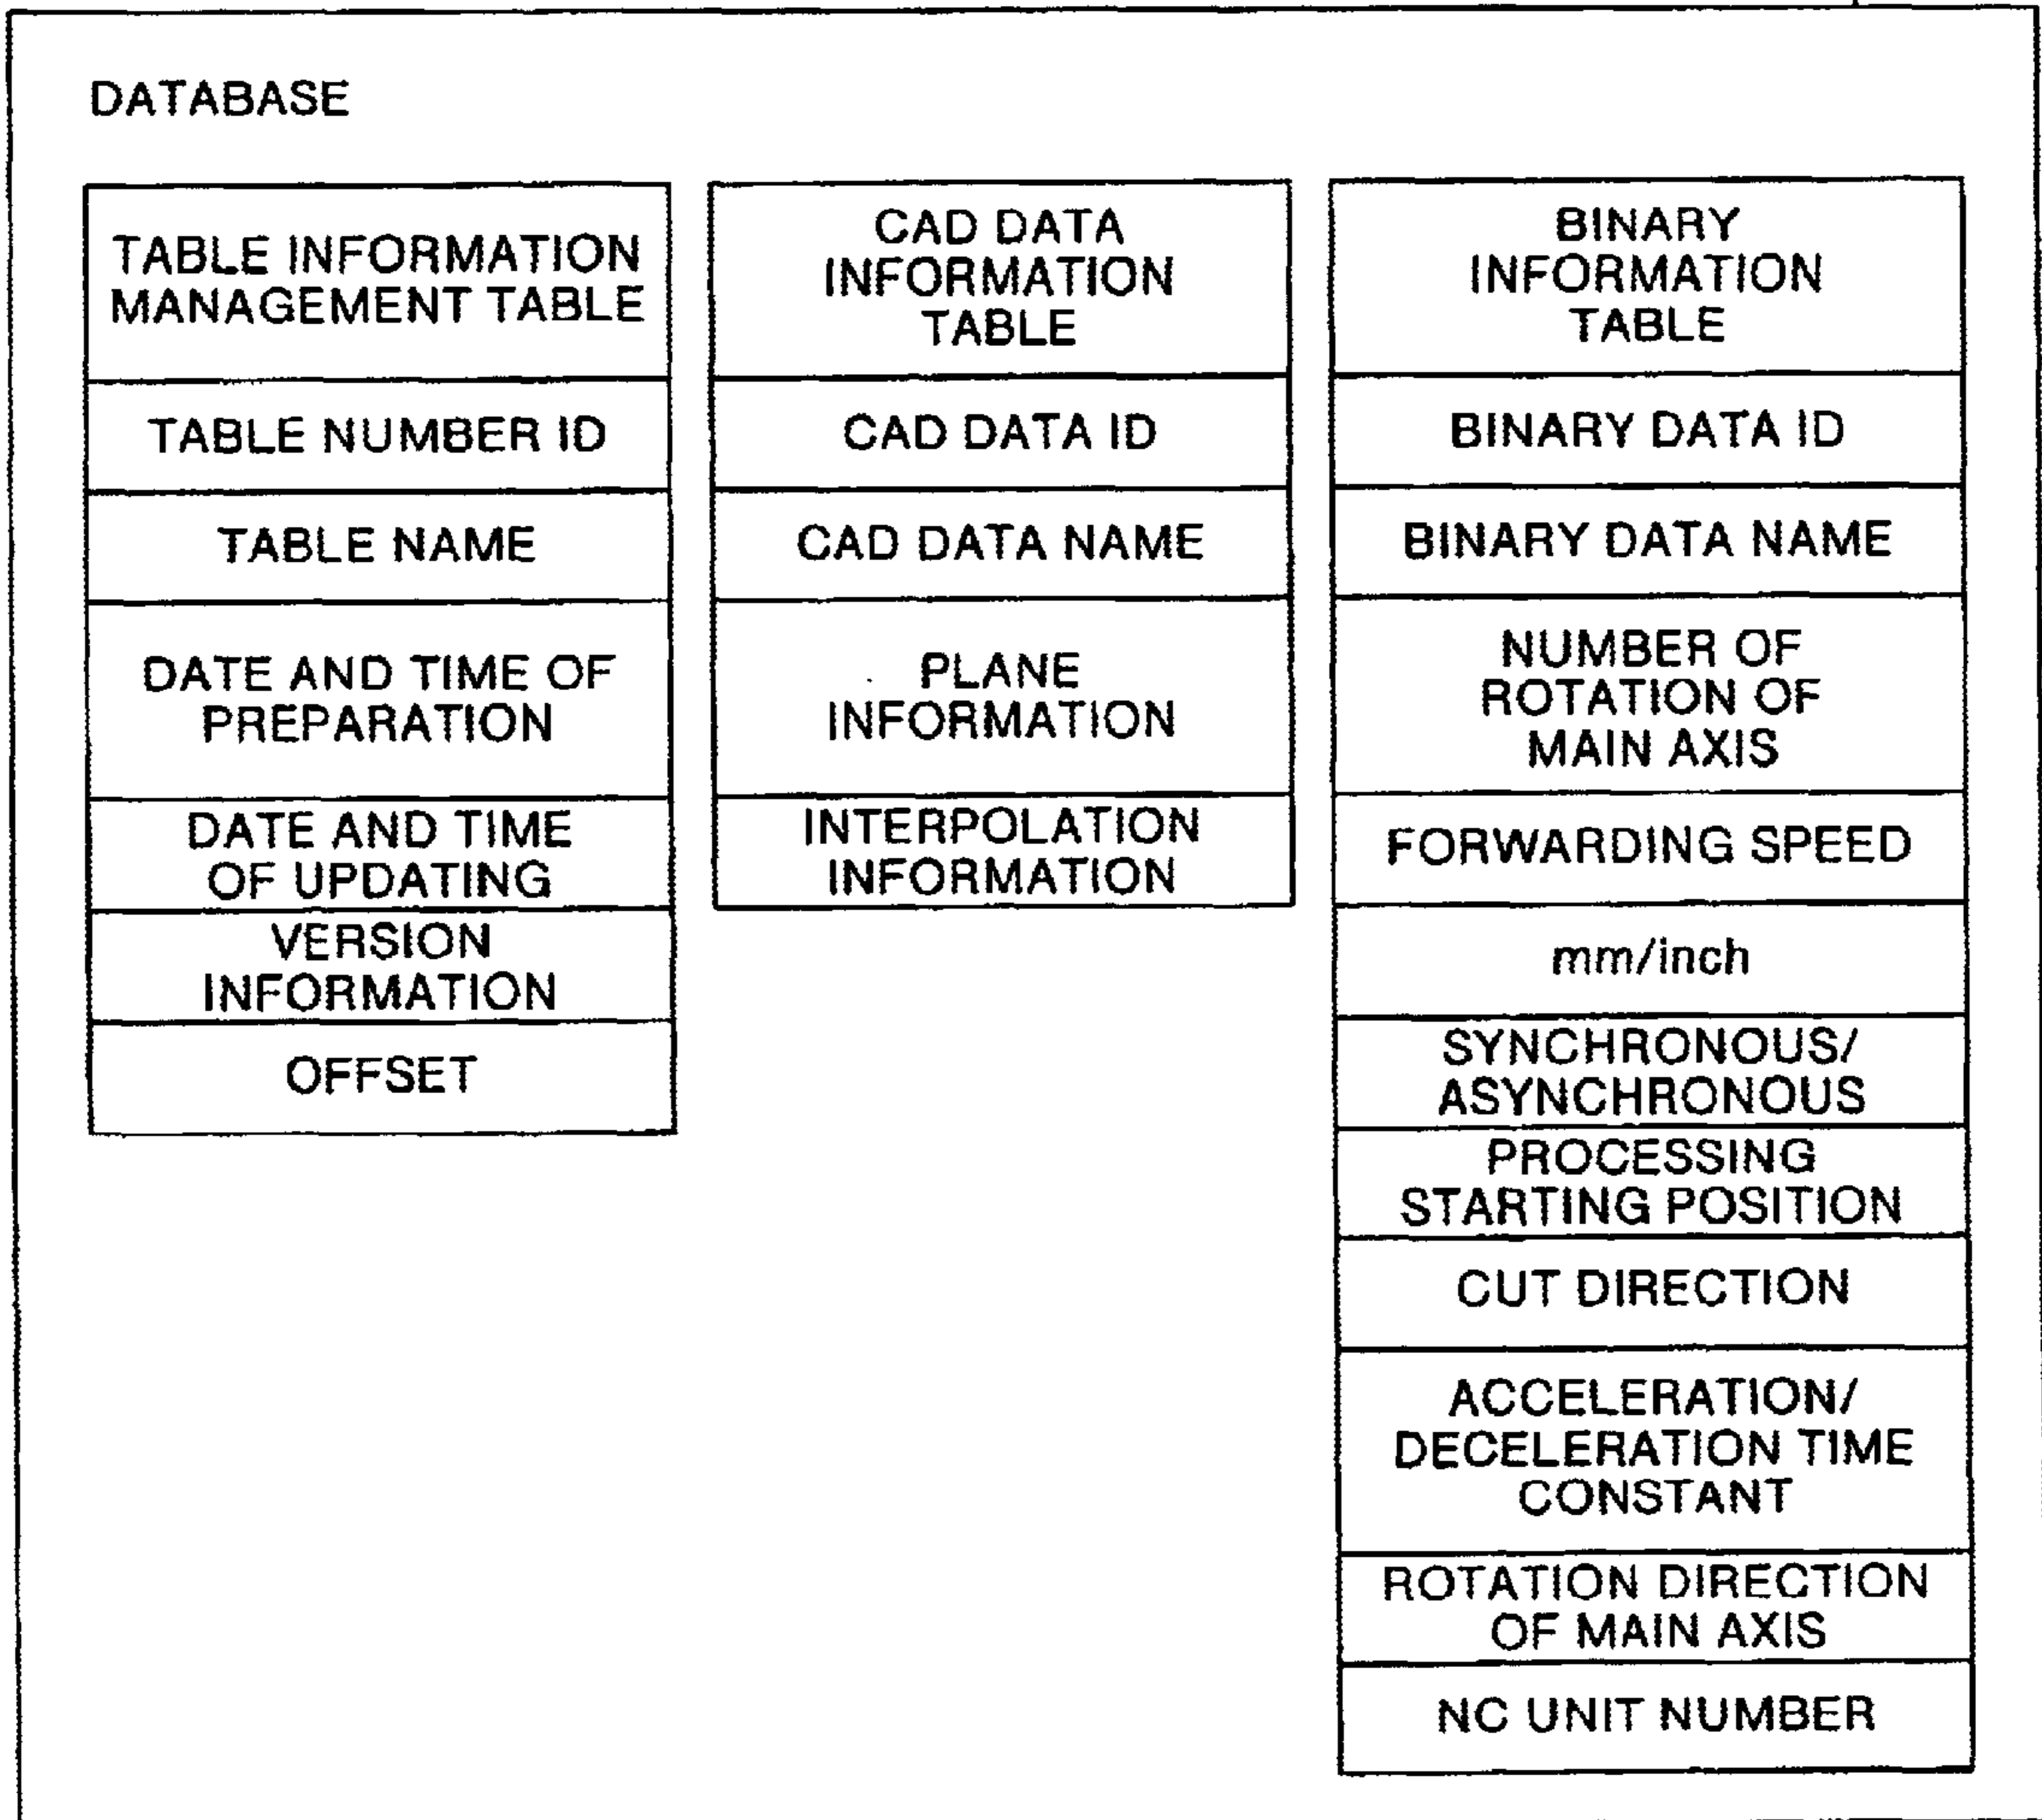 DATABASE
TABLE INFORMATION
MANAGEMENT TABLE
TABLE NUMBER ID
TABLE NAME
DATE AND TIME OF
PREPARATION
DATE AND TIME
OF UPDATING
VERSION
INFORMATION
OFFSET
CAD DATA
INFORMATION
TABLE
CAD DATA ID
CAD DATA NAME
PLANE
INFORMATION
INTERPOLATION
INFORMATION
BINARY
INFORMATION
TABLE
BINARY DATA ID
BINARY DATA NAME
NUMBER OF
ROTATION OF
MAIN AXIS
FORWARDING SPEED
mm/inch
SYNCHRONOUS/
ASYNCHRONOUS
PROCESSING
STARTING POSITION
CUT DIRECTION
ACCELERATION/
DECELERATION TIME
CONSTANT
ROTATION DIRECTION
OF MAIN AXIS
NC UNIT NUMBER